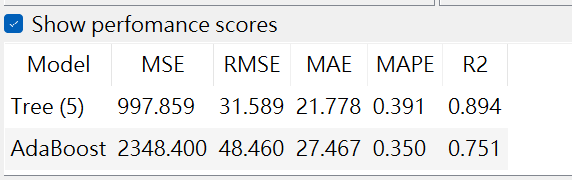 Show perfomance scores
Model MSE RMSE MAE MAPE R2
Tree (5) 997.859 31.589 21.778 0.391 0.894
AdaBoost 2348.400 48.460 27.467 0.350 0.751